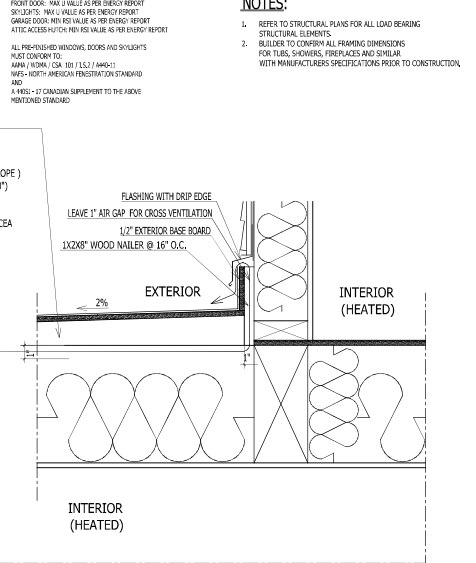 FRONT DOOR: MAX U VALUE AS PER ENERGY REPORT
SKYLIGHTS: MAX U VALUE AS PER ENERGY REPORT
GARAGE DOOR: MIN RSI VALUE AS PER ENERGY REPORT
ATTIC ACCESS HATCH: MIN RSI VALUE AS PER ENERGY REPORT
ALL PRE-FINISHED WINDOWS, DOORS AND SKYLIGHTS
MUST CONFORM TO:
AAMA / WDMA / CSA 101 / I.S.2 / A440-11
NAFS - NORTH AMERICAN FENESTRATION STANDARD
AND
A 440S1 - 17 CANADIAN SUPPLEMENT TO THE ABOVE
MENTIONED STANDARD
NOTES:
1. REFER TO STRUCTURAL PLANS FOR ALL LOAD BEARING
STRUCTURAL ELEMENTS.
2. BUILDER TO CONFIRM ALL FRAMING DIMENSIONS
FOR TUBS, SHOWERS, FIREPLACES AND SIMILAR
WITH MANUFACTURERS SPECIFICATIONS PRIOR TO CONSTRUCTION.
OPE )
")
CEA
FLASHING WITH DRIP EDGE
LEAVE 1" AIR GAP FOR CROSS VENTILATION
1/2" EXTERIOR BASE BOARD
1X2X8" WOOD NAILER @ 16" O.C.
EXTERIOR
2%
INTERIOR
(HEATED)
1"
1"
INTERIOR
(HEATED)